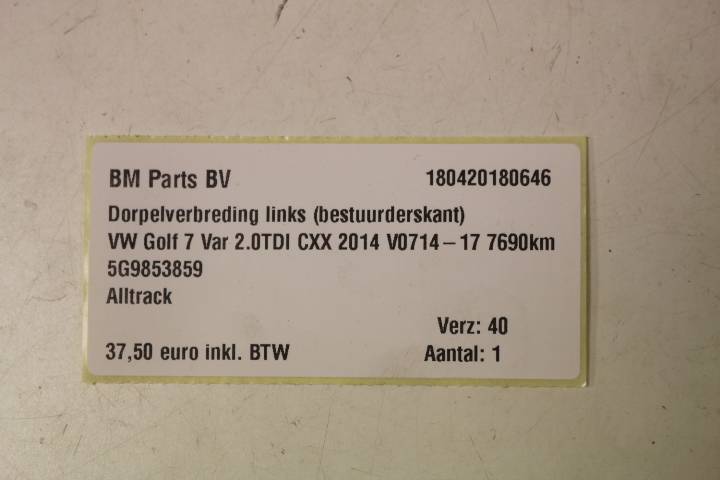 BM Parts BV 180420180646
Dorpelverbreding links (bestuurderskant)
VW Golf 7 Var 2.0TDI CXX 2014 V0714-17 7690km
5G9853859
Alltrack
Verz: 40
37,50 euro inkl. BTW Aantal: 1